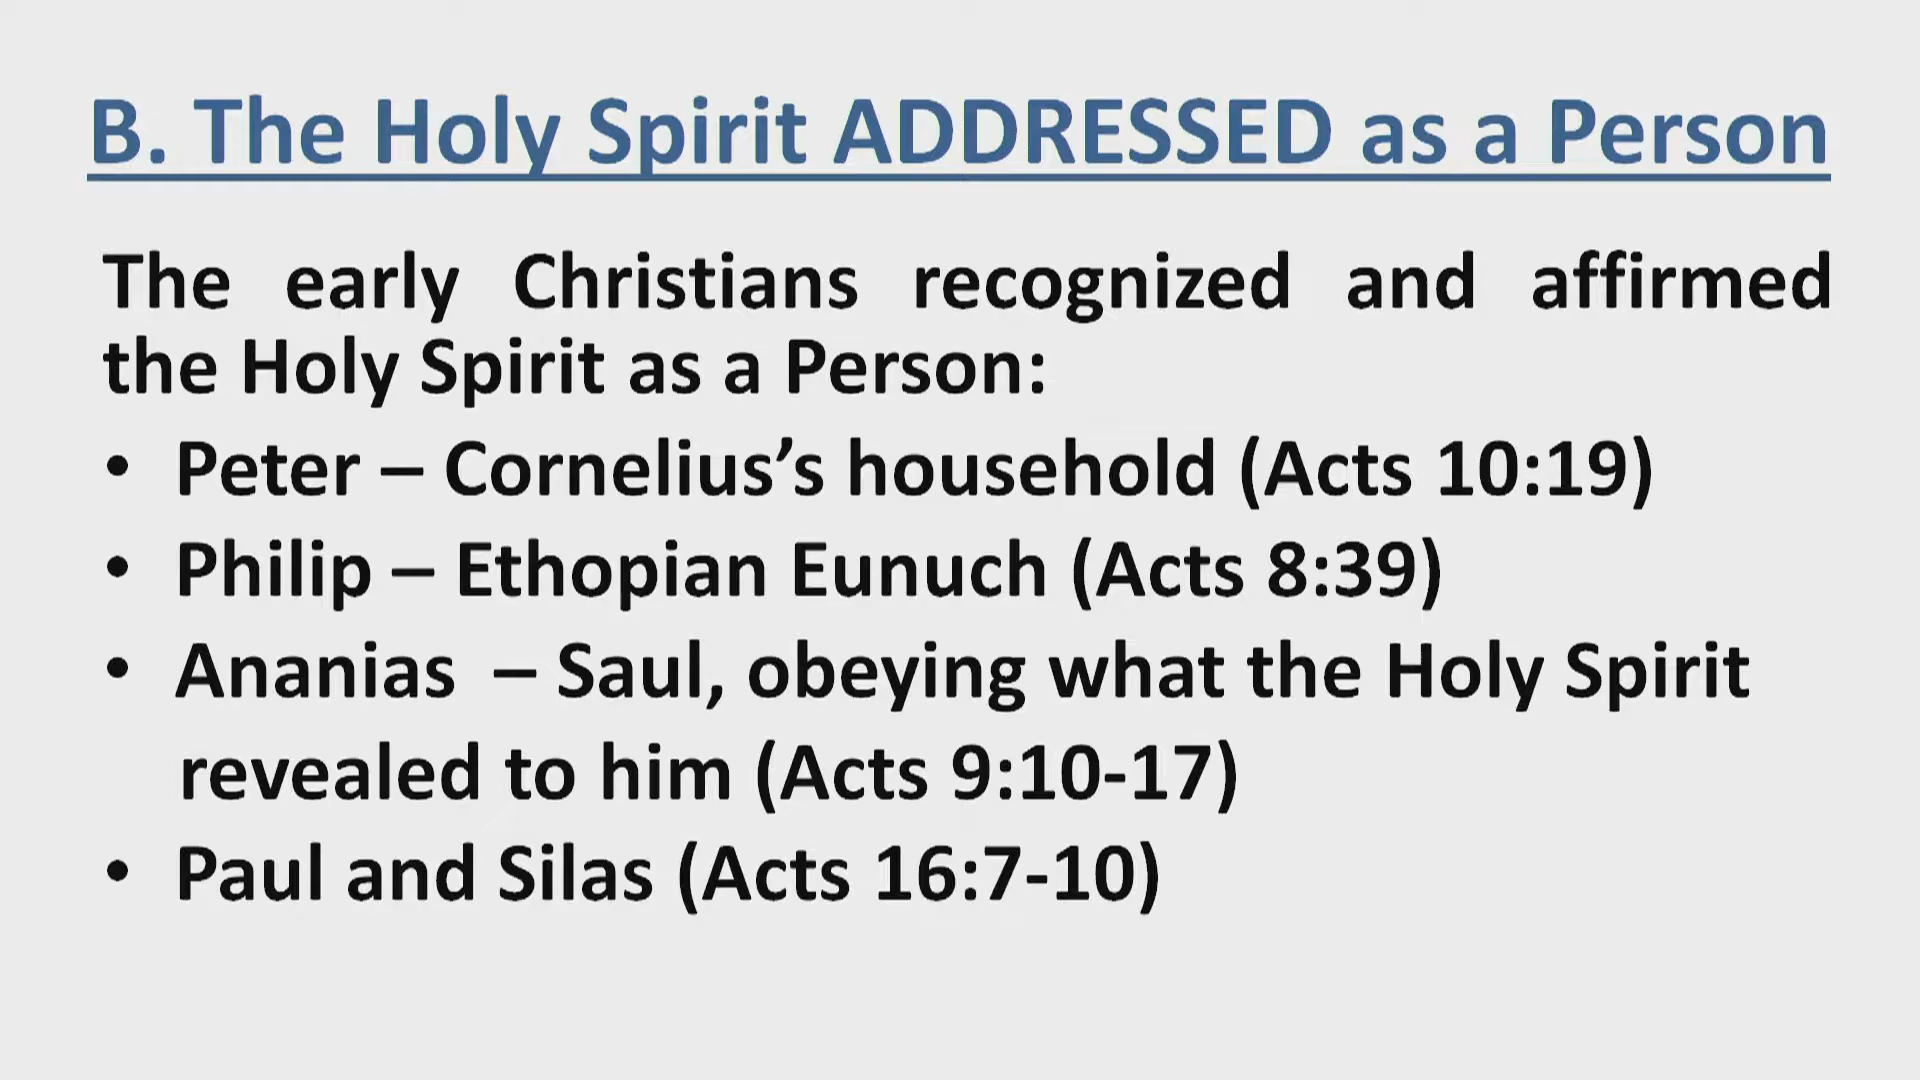 B. The Holy Spirit ADDRESSED as a Person
The early Christians recognized and affirmed
the Holy Spirit as a Person:
• Peter – Cornelius’s household (Acts 10:19)
• Philip – Ethopian Eunuch (Acts 8:39)
• Ananias – Saul, obeying what the Holy Spirit
revealed to him (Acts 9:10-17)
• Paul and Silas (Acts 16:7-10)